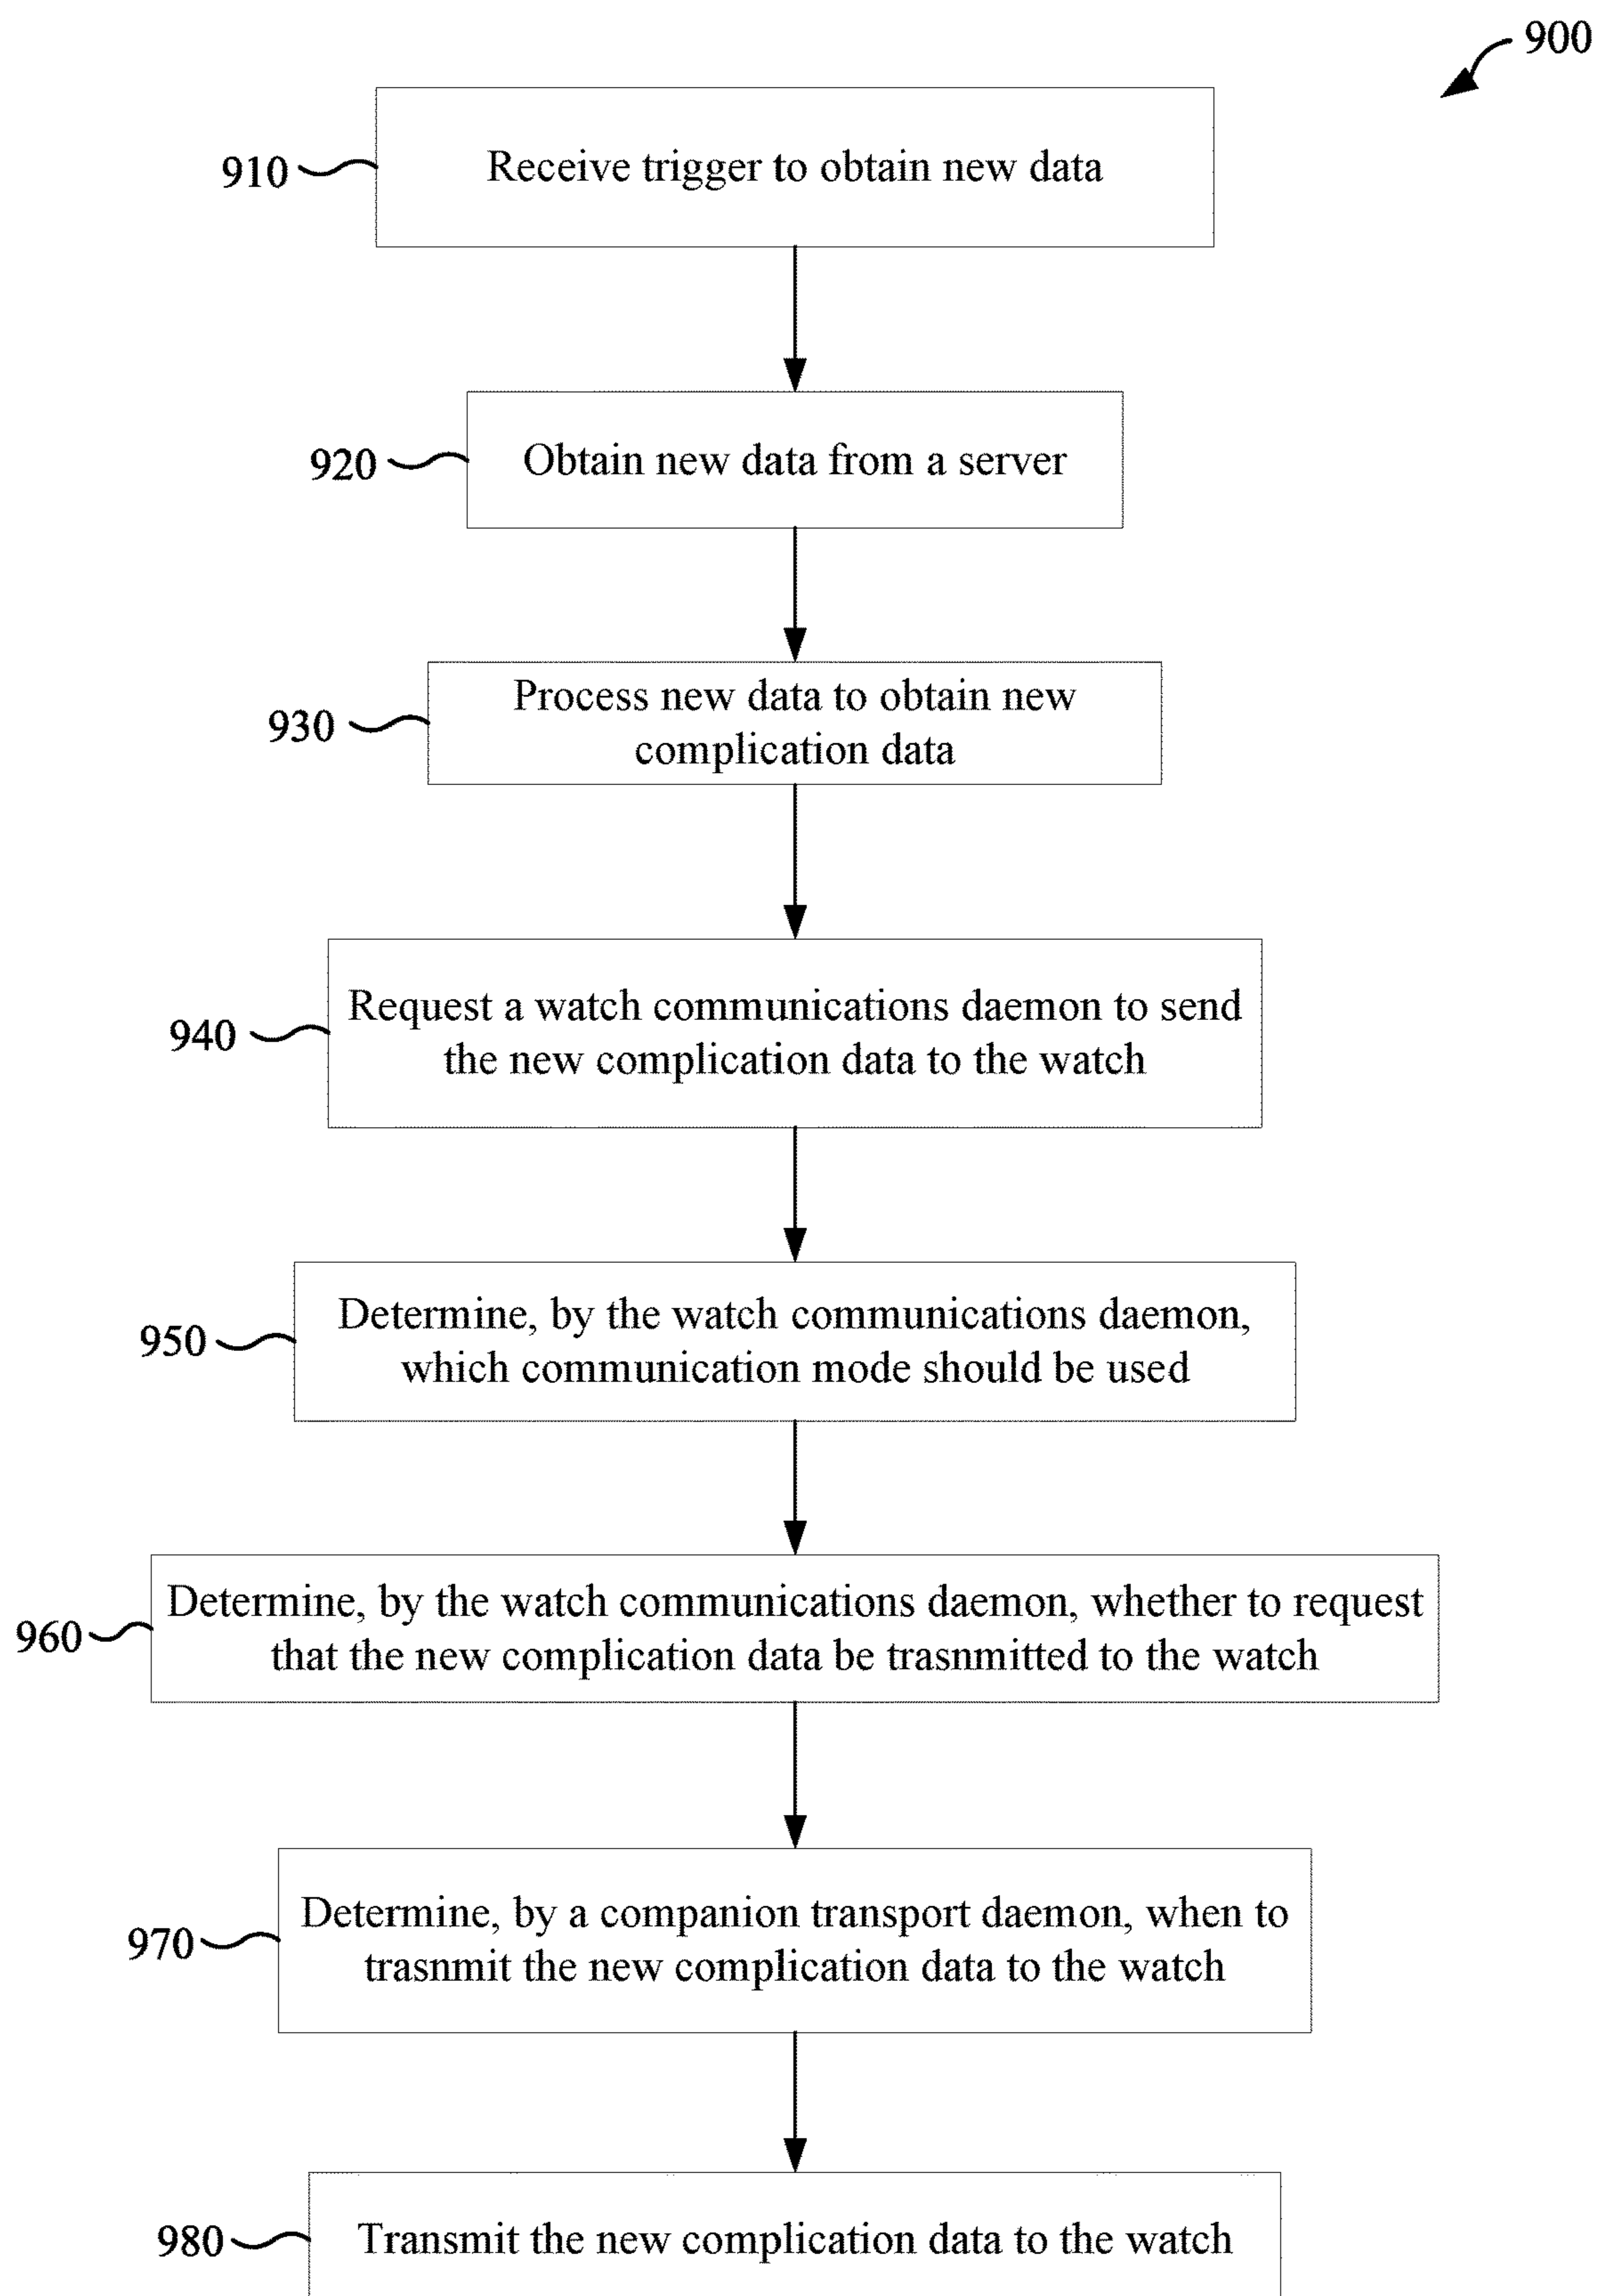 900
910
Receive trigger to obtain new data
920
Obtain new data from a server
930
Process new data to obtain new
complication data
940
Request a watch communications daemon to send
the new complication data to the watch
950
Determine, by the watch communications daemon,
which communication mode should be used
960
Determine, by the watch communications daemon, whether to request
that the new complication data be trasnmitted to the watch
970
Determine, by a companion transport daemon, when to
trasnmit the new complication data to the watch
980
Transmit the new complication data to the watch